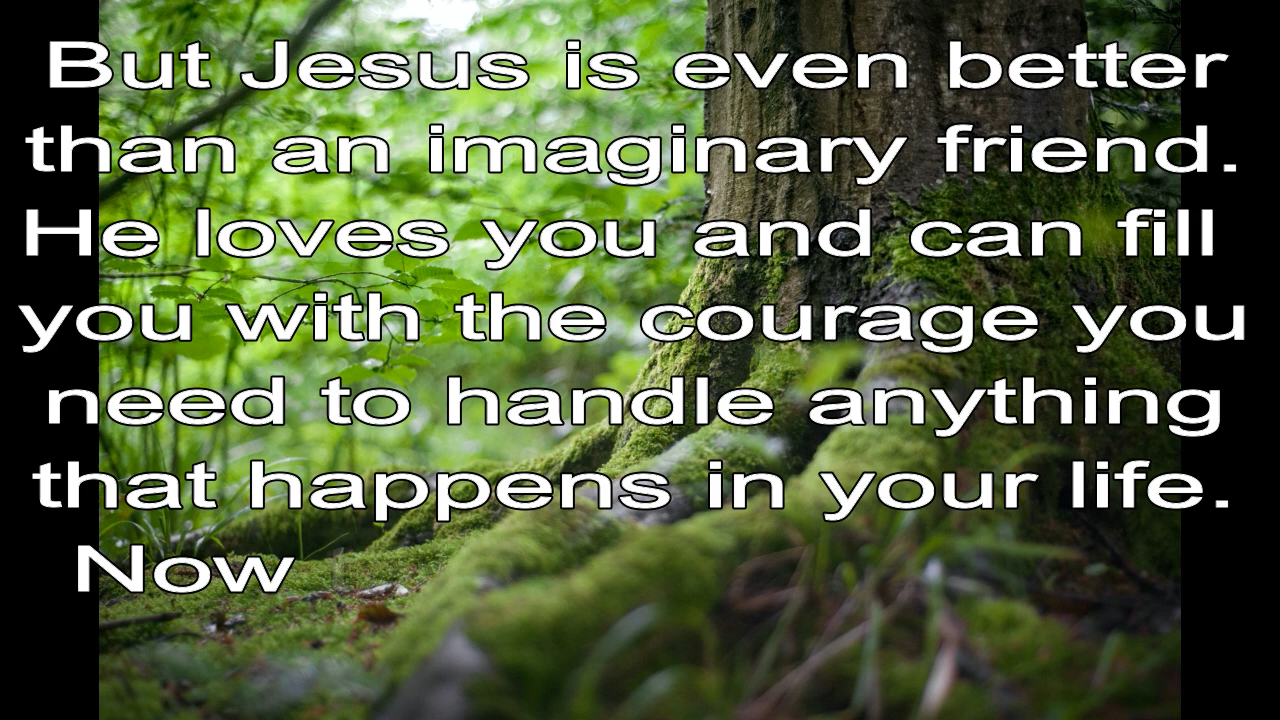 But Jesus is even better
than an imaginary friend.
He loves you and can fill
you with the courage you
need to handle anything
that happens in your life.
Now